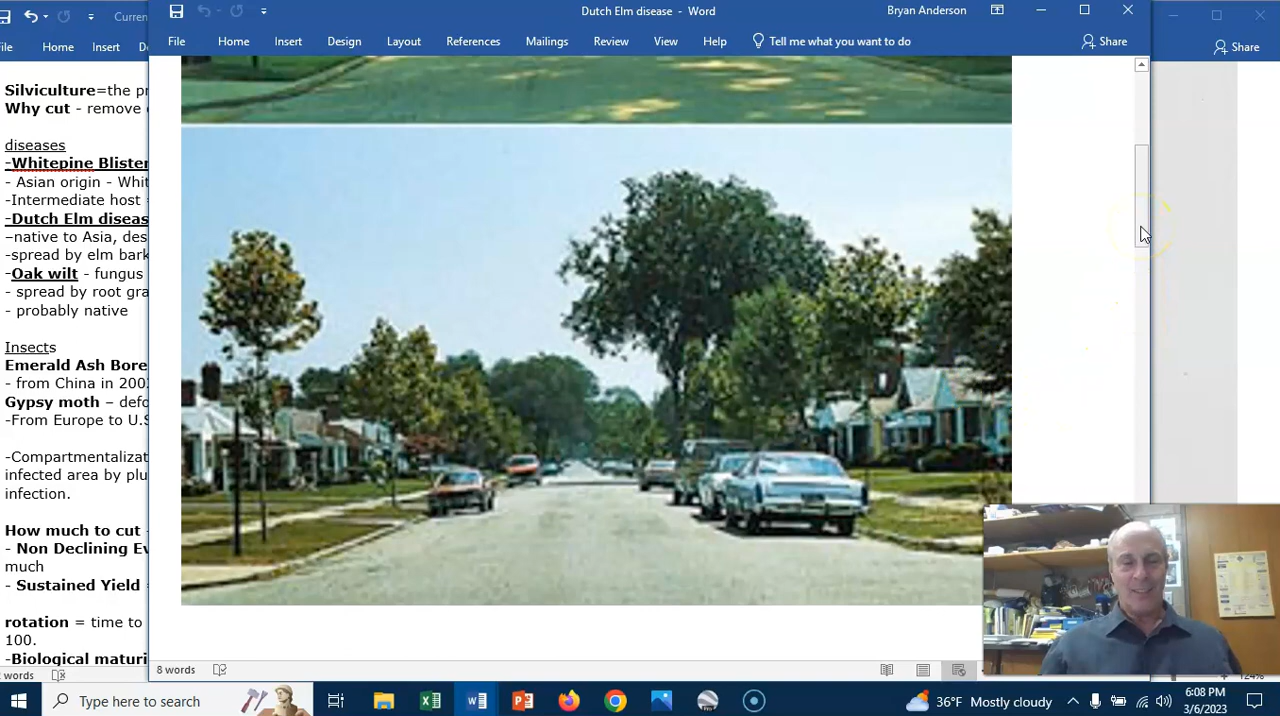 Curren
Dutch Elm disease - Word
Bryan Anderson
File Home Insert Design Layout References Mailings Review View Help Tell me what you want to do Share
Home Insert
Share
Silviculture=the pr
Why cut - remove
diseases
-Whitepine Blister
- Asian origin - Whit
-Intermediate host =
-Dutch Elm diseas
–native to Asia, des
-spread by elm bark
-Oak wilt - fungus
- spread by root gra
- probably native
Insects
Emerald Ash Bore
- from China in 200
Gypsy moth – defo
-From Europe to U.S
-Compartmentalizat
infected area by plu
infection.
How much to cut -
- Non Declining Ev
much
- Sustained Yield =
rotation = time to
100.
-Biological maturi
words
8 words
124%
Type here to search
36°F Mostly cloudy
6:08 PM
3/6/2023